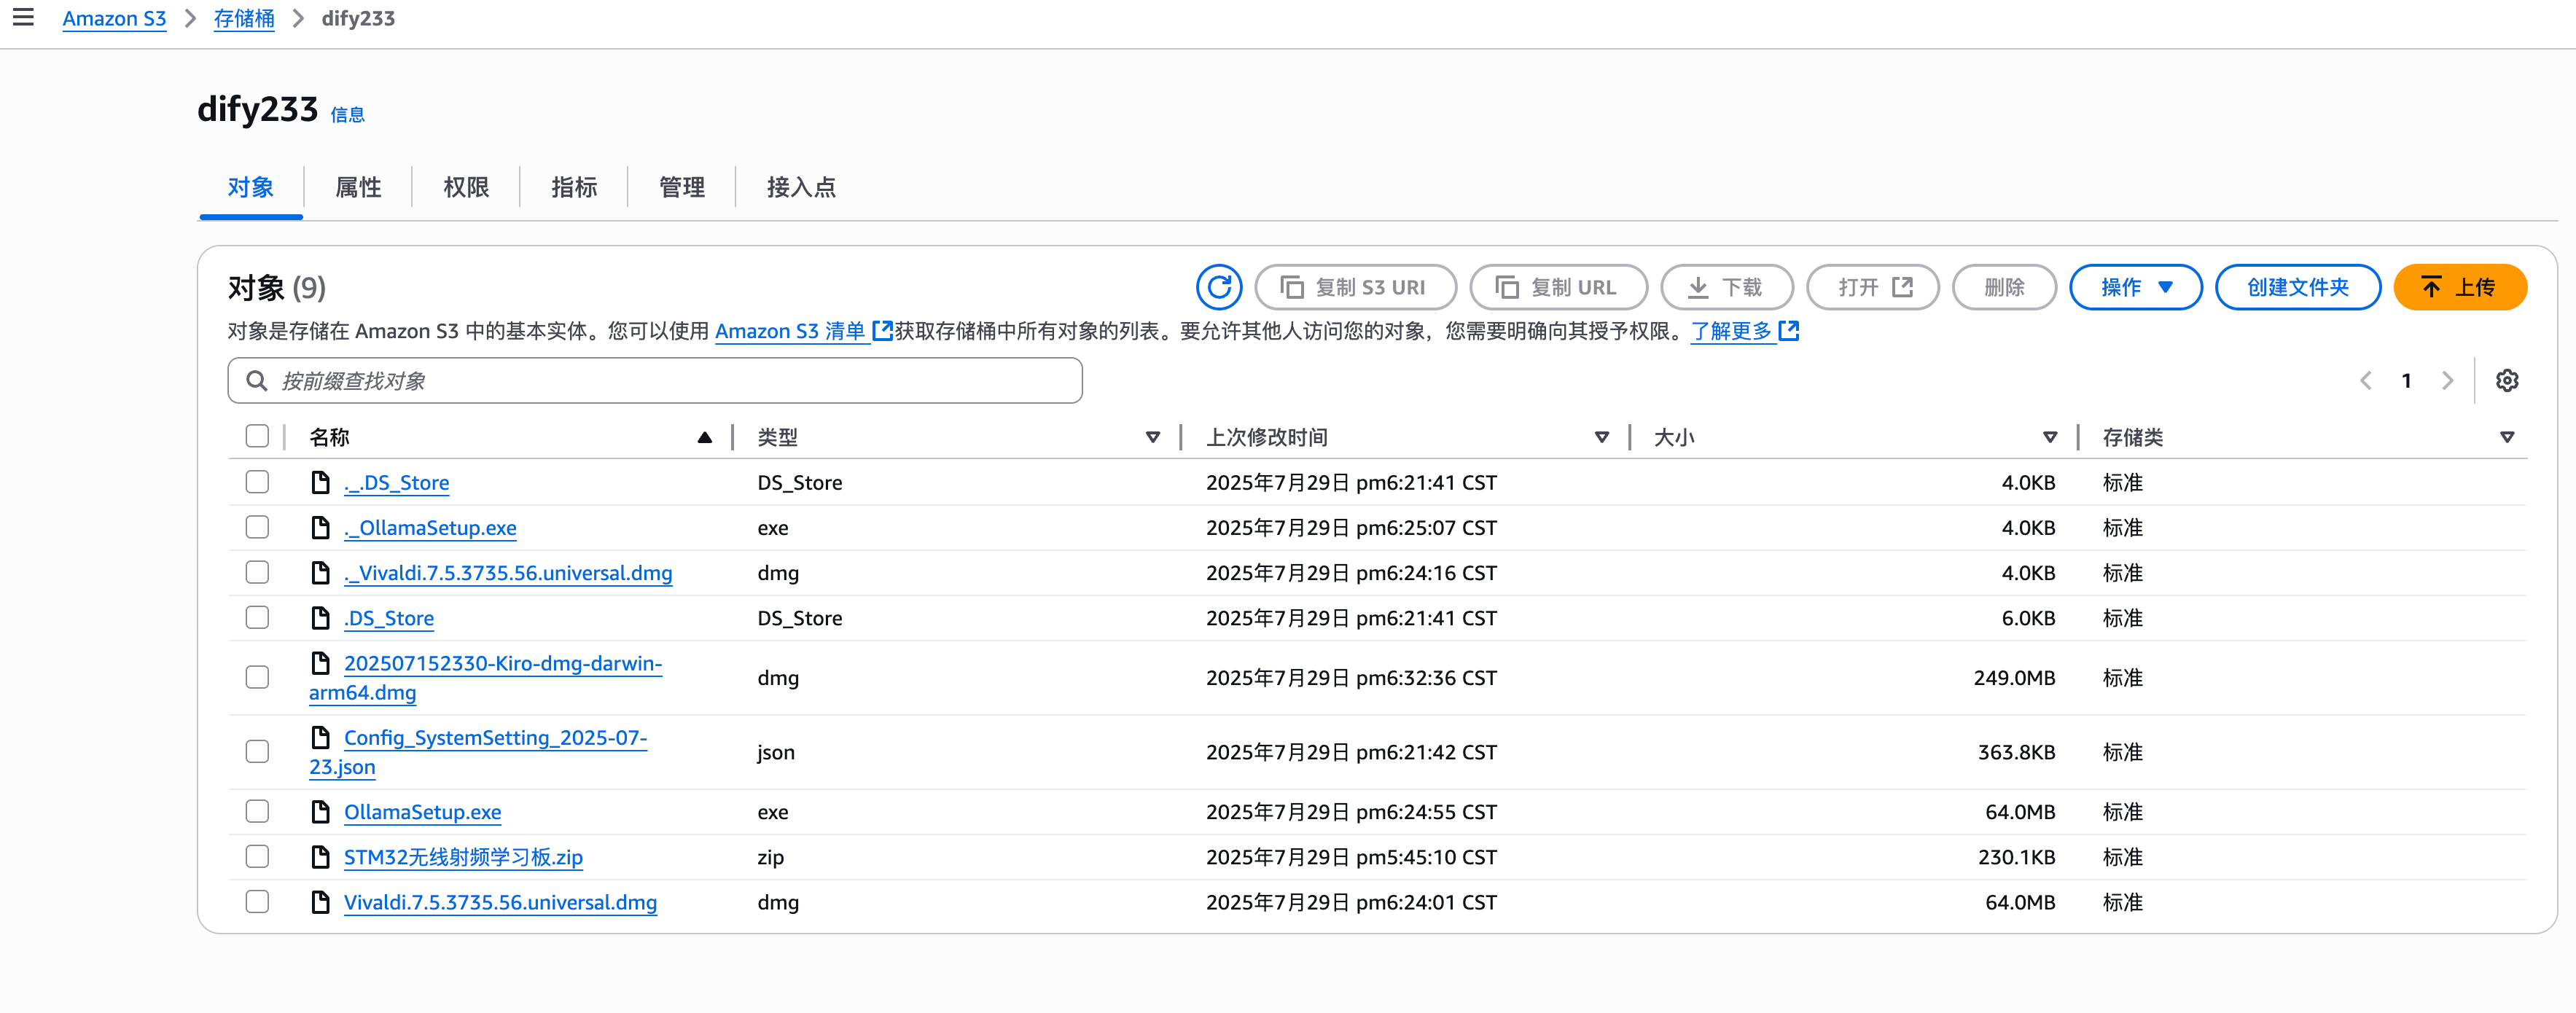 Amazon S3 > 存储桶 > dify233
dify233 信息
对象 属性 权限 指标 管理 接入点
对象 (9)
复制 S3 URI 复制 URL 下载 打开 删除 操作 创建文件夹 上传
对象是存储在 Amazon S3 中的基本实体。您可以使用 Amazon S3 清单 获取存储桶中所有对象的列表。要允许其他人访问您的对象，您需要明确向其授予权限。了解更多
按前缀查找对象
1
名称 类型 上次修改时间 大小 存储类
._.DS_Store DS_Store 2025年7月29日 pm6:21:41 CST 4.0KB 标准
._OllamaSetup.exe exe 2025年7月29日 pm6:25:07 CST 4.0KB 标准
._Vivaldi.7.5.3735.56.universal.dmg dmg 2025年7月29日 pm6:24:16 CST 4.0KB 标准
.DS_Store DS_Store 2025年7月29日 pm6:21:41 CST 6.0KB 标准
202507152330-Kiro-dmg-darwin-
arm64.dmg dmg 2025年7月29日 pm6:32:36 CST 249.0MB 标准
Config_SystemSetting_2025-07-
23.json json 2025年7月29日 pm6:21:42 CST 363.8KB 标准
OllamaSetup.exe exe 2025年7月29日 pm6:24:55 CST 64.0MB 标准
STM32无线射频学习板.zip zip 2025年7月29日 pm5:45:10 CST 230.1KB 标准
Vivaldi.7.5.3735.56.universal.dmg dmg 2025年7月29日 pm6:24:01 CST 64.0MB 标准